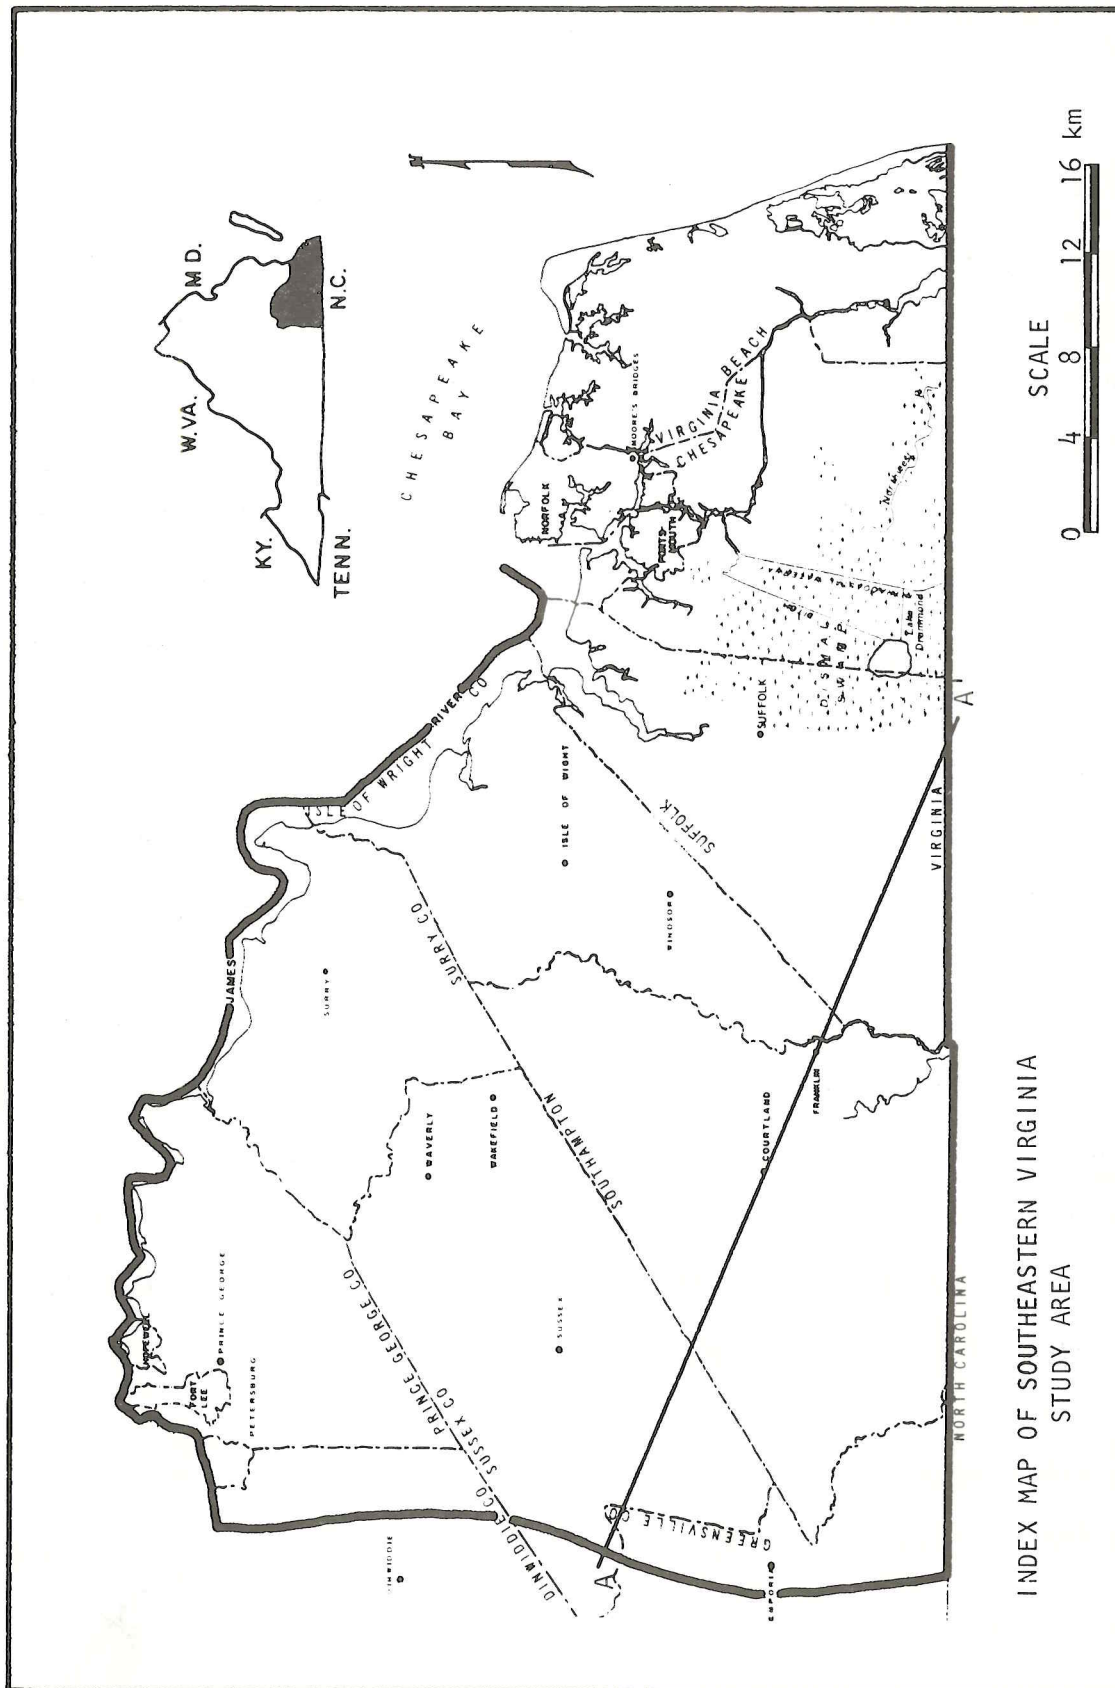 MD.
W.VA.
KY.
TENN.
N.C.
N
CHESAPEAKE
BAY
JAMES
RIVER
ISLE OF WRIGHT CO
HOPEWELL
FORT
LEE
PRINCE GEORGE
PETERSBURG
SURRY
SURRY CO
WAVERLY
WAKEFIELD
PRINCE GEORGE CO
SUSSEX CO
DINWIDDIE CO
SUSSEX
SOUTHAMPTON
ISLE OF WIGHT
WINDSOR
SUFFOLK
SUFFOLK
NORFOLK
PORTS-
MOUTH
MOORE'S BRIDGES
VIRGINIA BEACH
CHESAPEAKE
DISMAL
SWAMP
Lake
Drummond
COURTLAND
FRANKLIN
GREENSVILLE CO
EMPORIA
A
A
VIRGINIA
NORTH CAROLINA
INDEX MAP OF SOUTHEASTERN VIRGINIA
STUDY AREA
SCALE
0 4 8 12 16 km